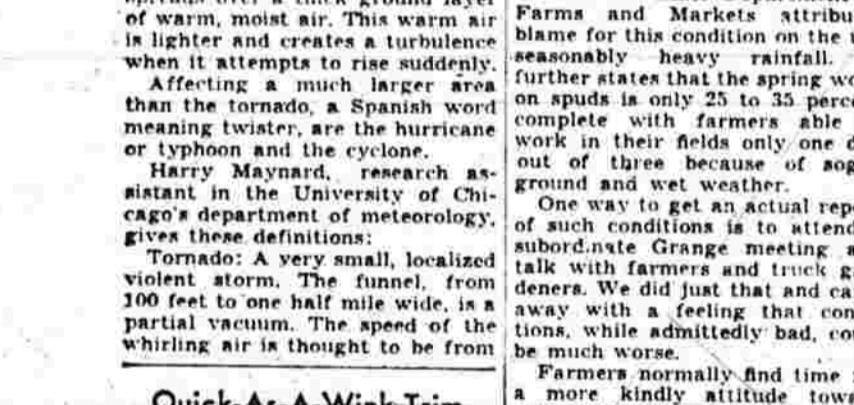 of warm, moist air. This warm air
is lighter and creates a turbulence
when it attempts to rise suddenly.
Affecting a much larger area
than the tornado, a Spanish word
meaning twister, are the hurricane
or typhoon and the cyclone.
Harry Maynard, research as-
sistant in the University of Chi-
cago's department of meteorology,
gives these definitions:
Tornado: A very small, localized
violent storm. The funnel, from
100 feet to one half mile wide, is a
partial vacuum. The speed of the
whirling air is thought to be from
Quick-As-A-Wink Trim
Farms and Markets attribu
blame for this condition on the
seasonably heavy rainfall.
further states that the spring wo
on spuds is only 25 to 35 perce
complete with farmers able
work in their fields only one d
out of three because of sog
ground and wet weather.
One way to get an actual rep
of such conditions is to attend
subordinate Grange meeting a
talk with farmers and truck g
deners. We did just that and ca
away with a feeling that con
tions, while admittedly bad, co
be much worse.
Farmers normally find time
a more kindly attitude towa